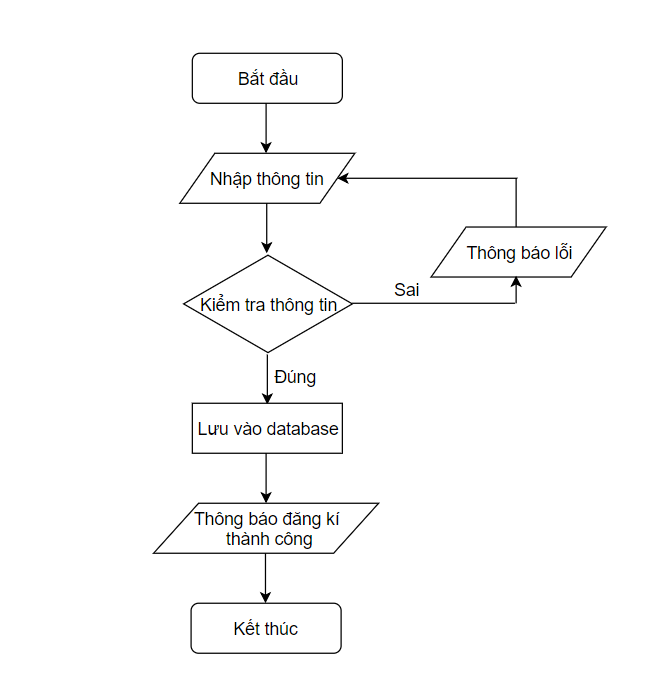 Bắt đầu
Nhập thông tin
Thông báo lỗi
Kiểm tra thông tin
Sai
Đúng
Lưu vào database
Thông báo đăng kí
thành công
Kết thúc